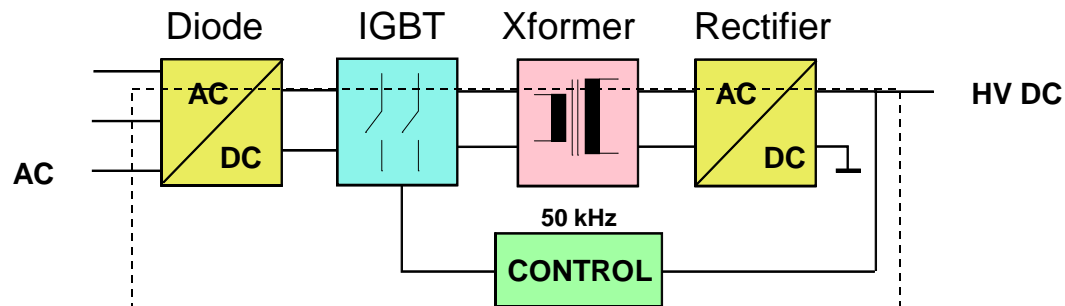 Diode IGBT Xformer Rectifier
AC AC HV DC
DC DC
AC
50 kHz
CONTROL